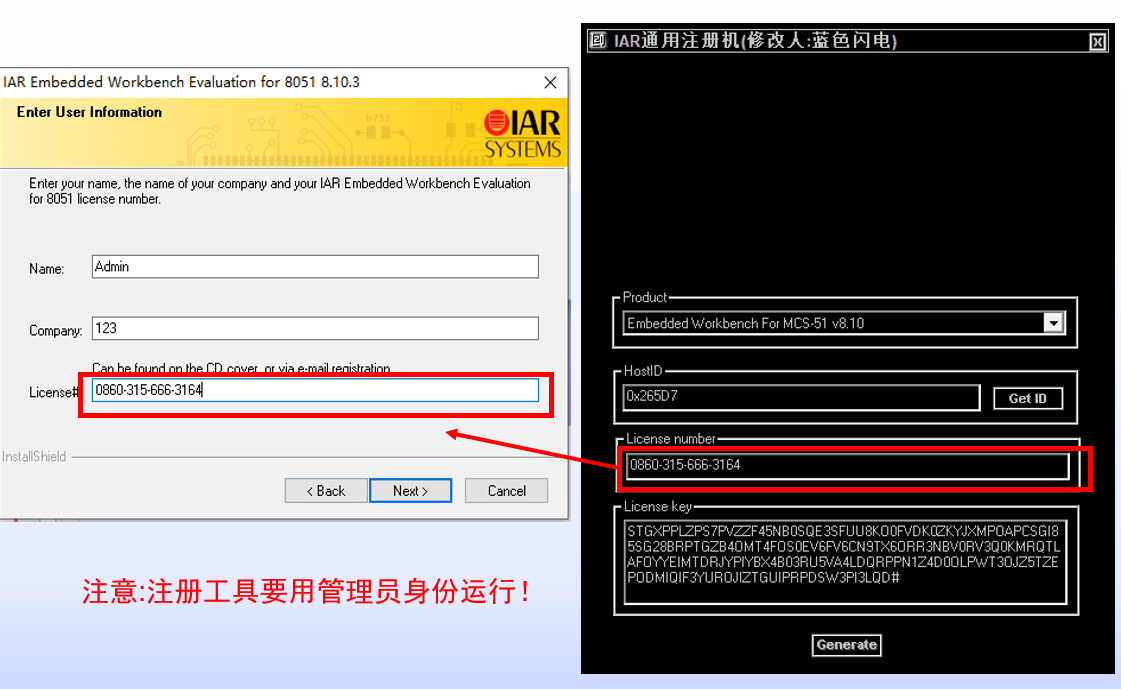 IAR Embedded Workbench Evaluation for 8051 8.10.3
Enter User Information
h732
IAR
SYSTEMS
Enter your name, the name of your company and your IAR Embedded Workbench Evaluation
for 8051 license number.
Name:
Admin
Company:
123
Can be found on the CD cover, or via e-mail registration
License#
0860-315-666-3164
InstallShield
< Back
Next >
Cancel
注意:注册工具要用管理员身份运行！
IAR通用注册机(修改人:蓝色闪电)
Product
Embedded Workbench For MCS-51 v8.10
HostID
0x265D7
Get ID
License number
0860-315-666-3164
License key
Generate